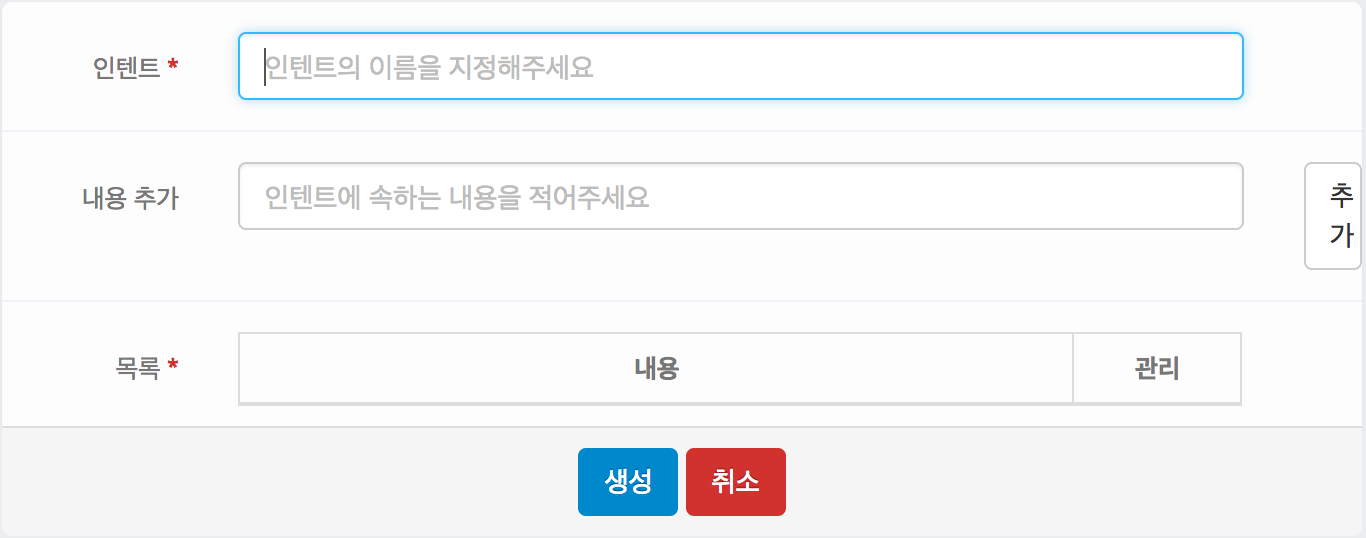 인텐트 *
인텐트의 이름을 지정해주세요
내용 추가
인텐트에 속하는 내용을 적어주세요
추
가
목록 *
내용
관리
생성
취소